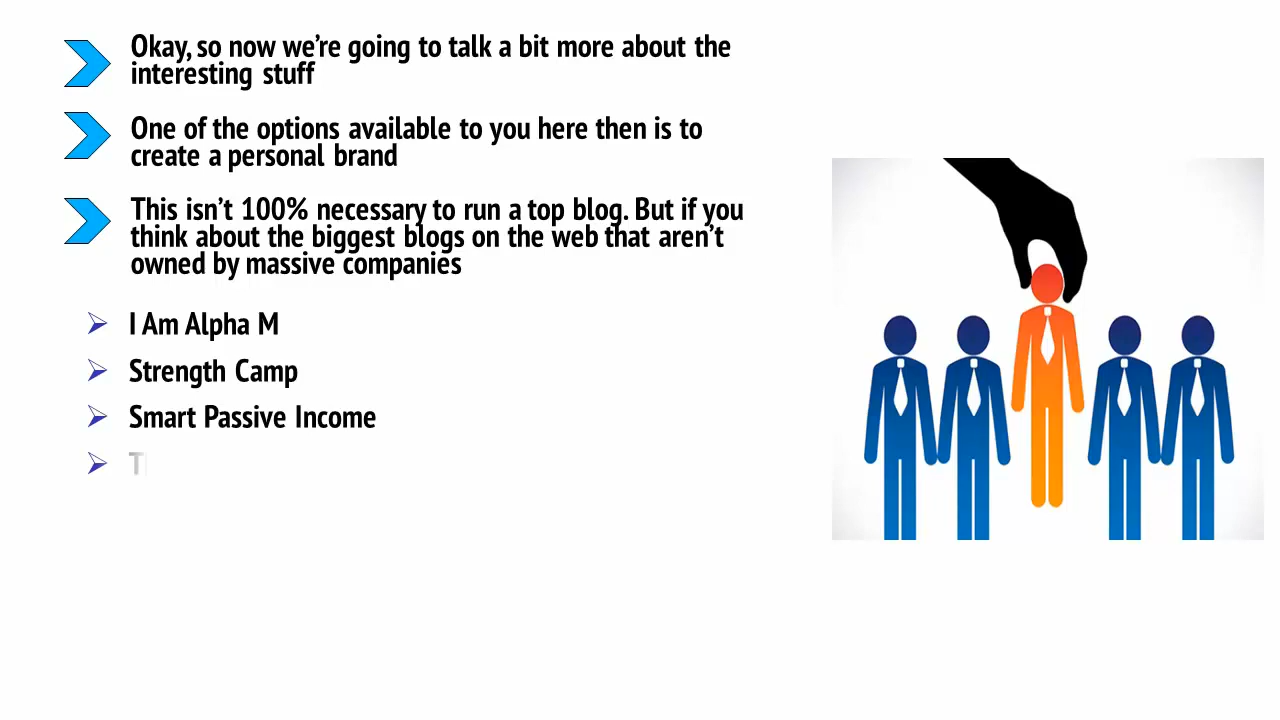 Okay, so now we’re going to talk a bit more about the
interesting stuff
One of the options available to you here then is to
create a personal brand
This isn’t 100% necessary to run a top blog. But if you
think about the biggest blogs on the web that aren’t
owned by massive companies
I Am Alpha M
Strength Camp
Smart Passive Income